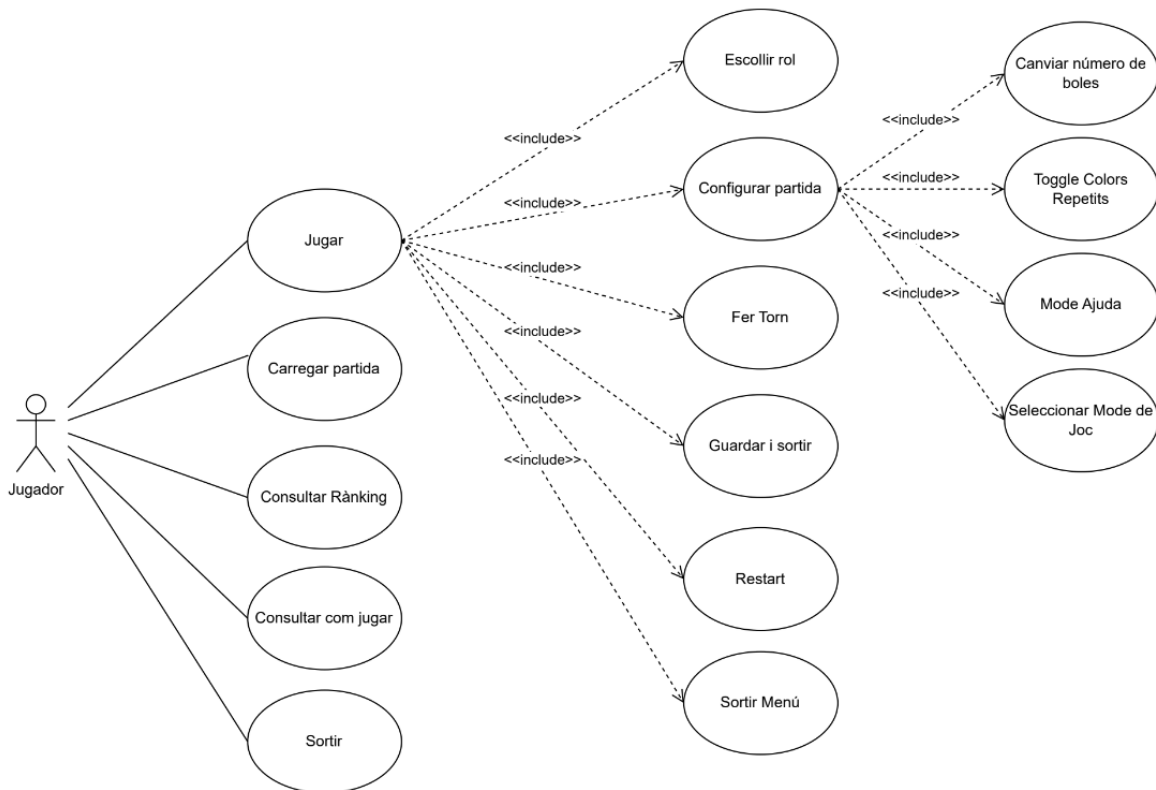 Escollir rol
Canviar número de
boles
<<include>>
<<include>>
Configurar partida
<<include>>
<<include>>
Toggle Colors
Repetits
Jugar
<<include>>
<<include>>
Fer Torn
<<include>>
Mode Ajuda
<<include>>
Carregar partida
<<include>>
Seleccionar Mode de
Joc
Guardar i sortir
<<include>>
Jugador
Consultar Rànking
Restart
Consultar com jugar
Sortir Menú
Sortir